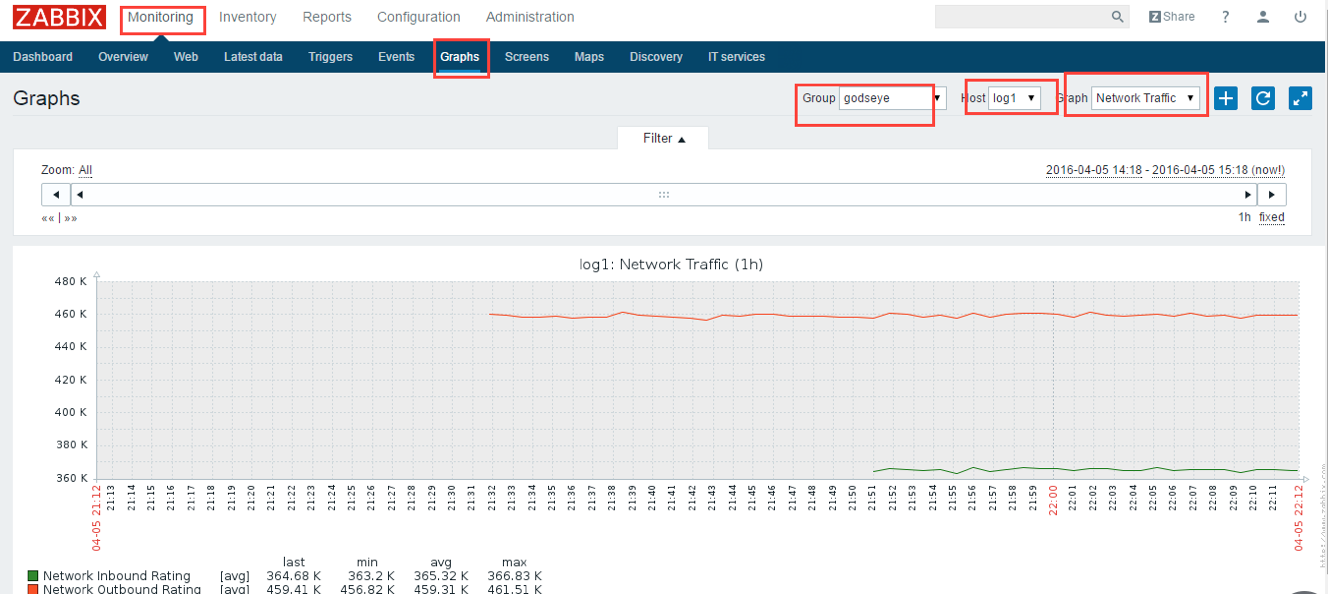 ZABBIX Monitoring Inventory Reports Configuration Administration Z Share ?
Dashboard Overview Web Latest data Triggers Events Graphs Screens Maps Discovery IT services
Graphs Group godseye ▼ Host log1 ▼ Graph Network Traffic ▼
Filter ▲
Zoom: All 2016-04-05 14:18 - 2016-04-05 15:18 (now!)
«« | »» 1h fixed
log1: Network Traffic (1h)
480 K
460 K
440 K
420 K
400 K
380 K
360 K
04-05 21:12 21:13 21:14 21:15 21:16 21:17 21:18 21:19 21:20 21:21 21:22 21:23 21:24 21:25 21:26 21:27 21:28 21:29 21:30 21:31 21:32 21:33 21:34 21:35 21:36 21:37 21:38 21:39 21:40 21:41 21:42 21:43 21:44 21:45 21:46 21:47 21:48 21:49 21:50 21:51 21:52 21:53 21:54 21:55 21:56 21:57 21:58 21:59 22:00 22:01 22:02 22:03 22:04 22:05 22:06 22:07 22:08 22:09 22:10 22:11 04-05 22:12
last min avg max
Network Inbound Rating [avg] 364.68 K 363.2 K 365.32 K 366.83 K
Network Outbound Rating [avg] 459.41 K 456.82 K 459.31 K 461.51 K